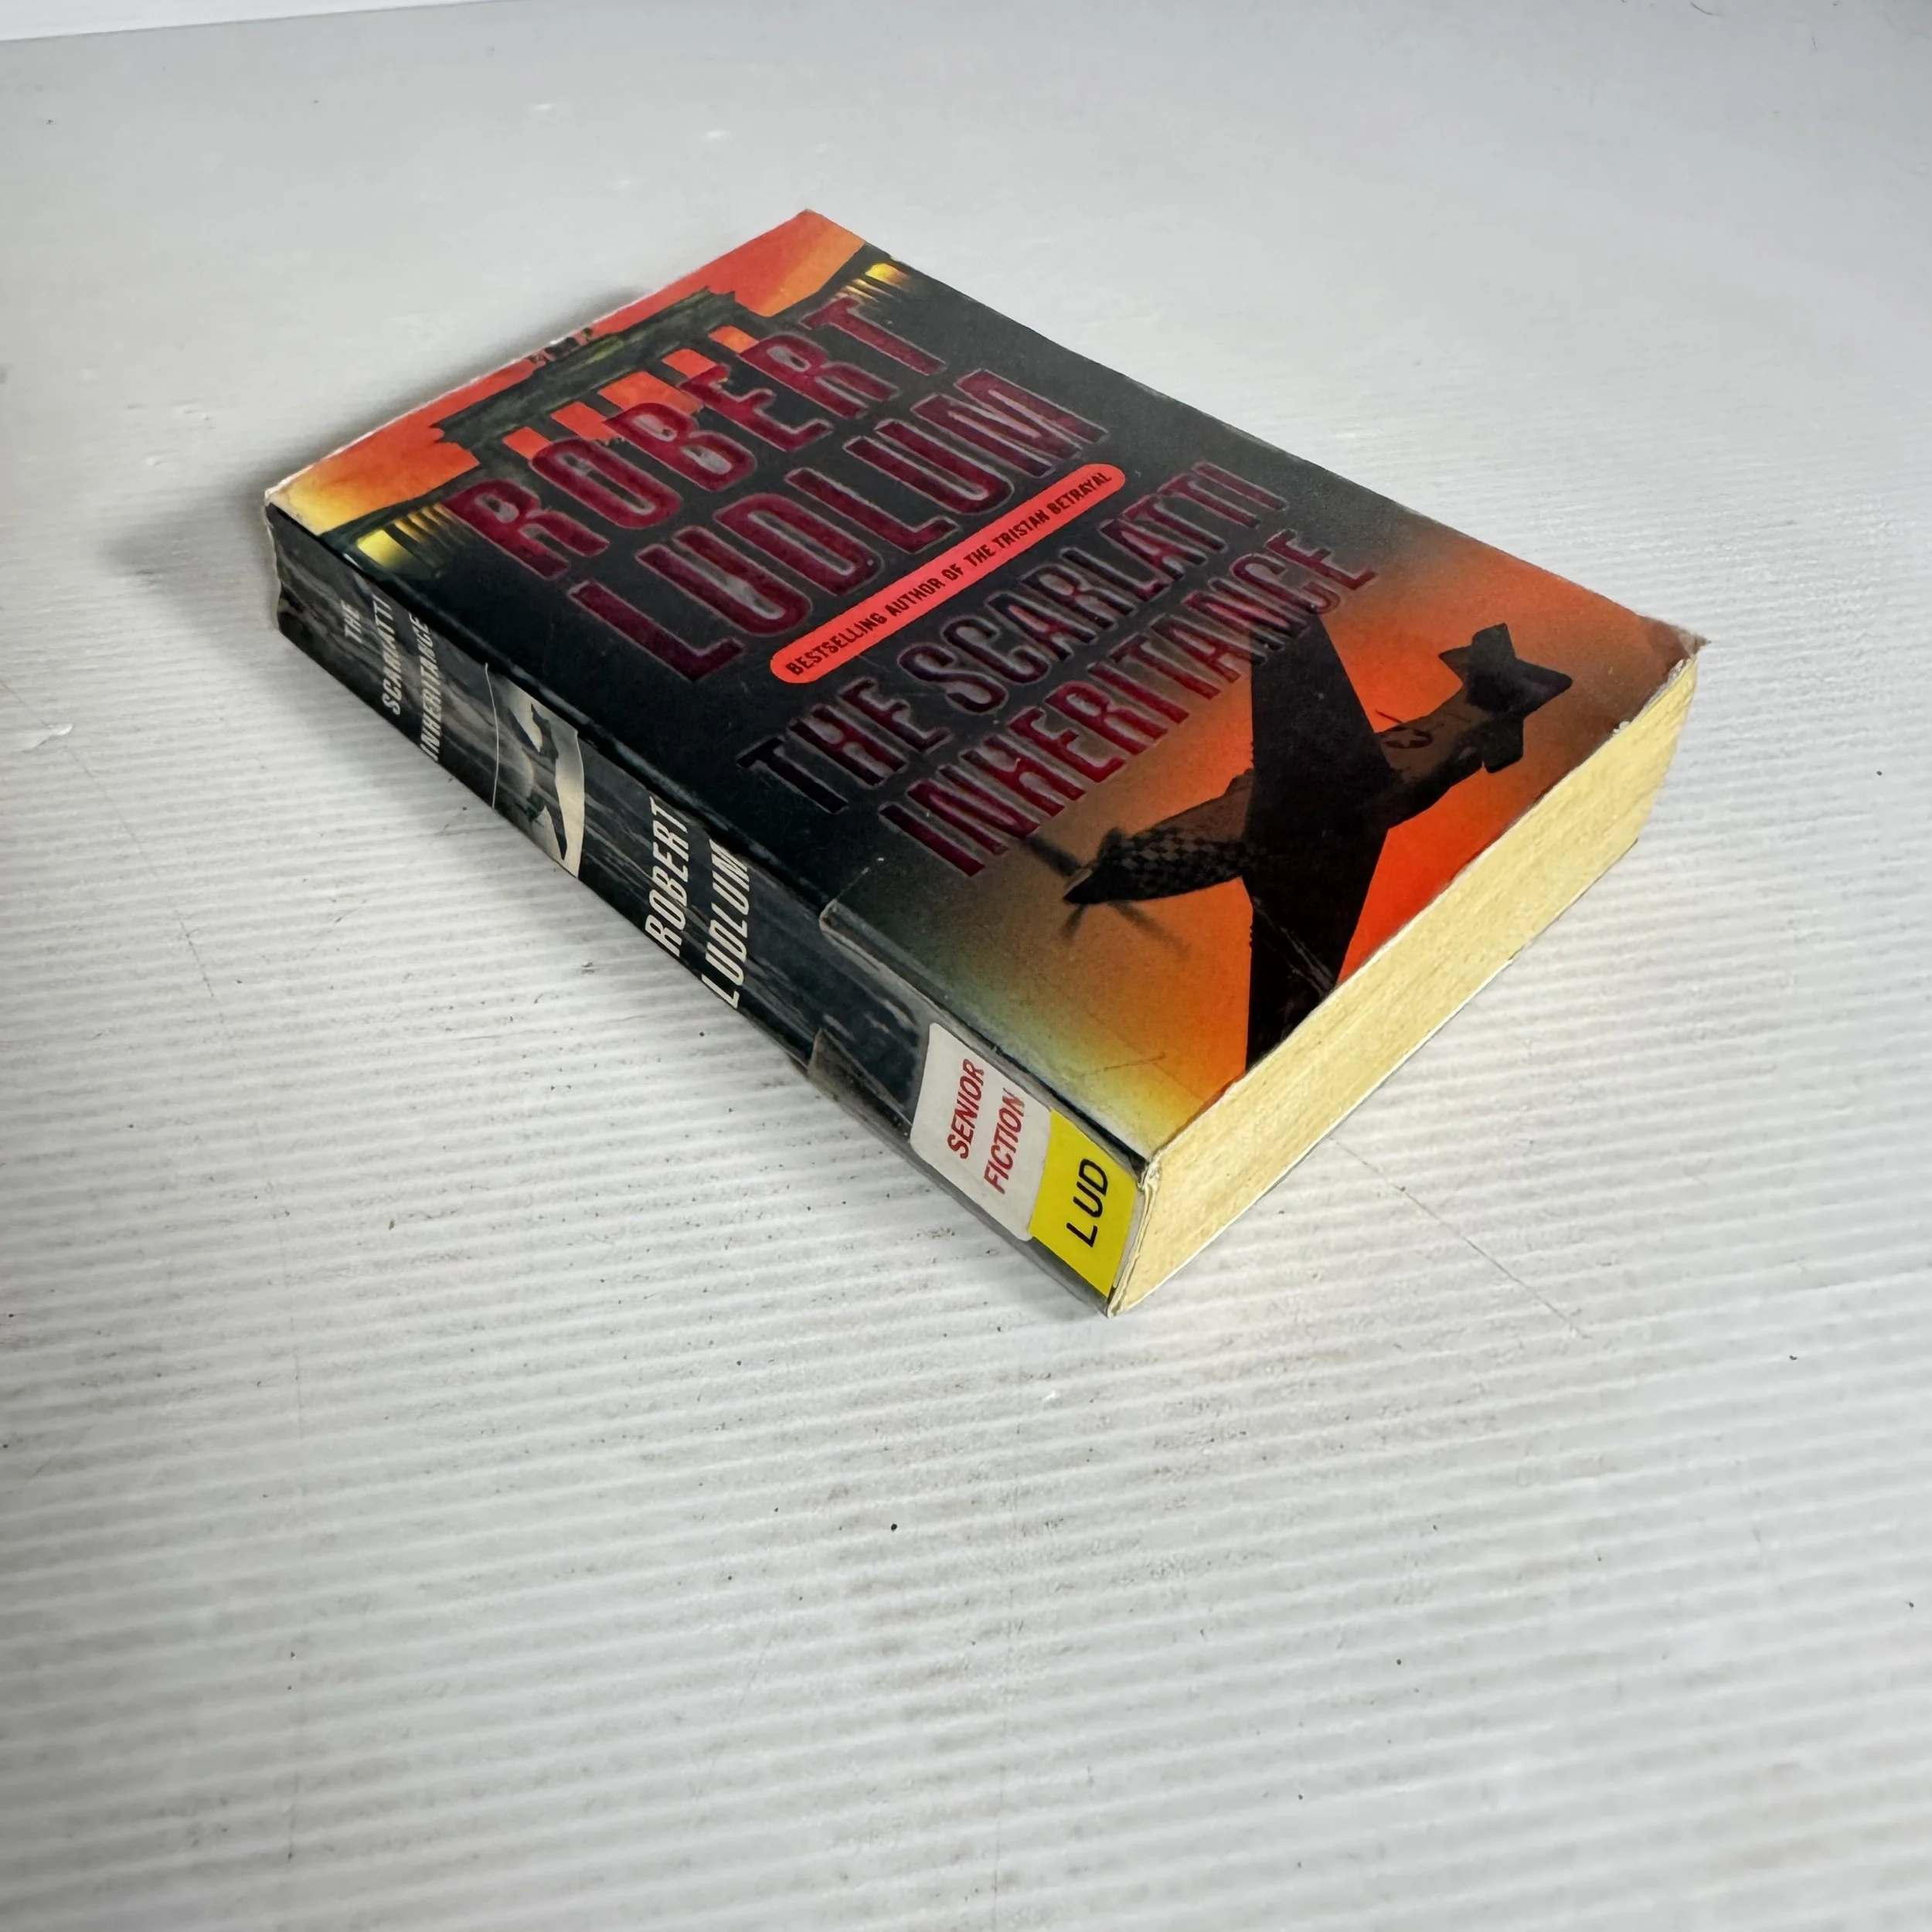 ROBERT
LUDLUM
BESTSELLING AUTHOR OF THE TRISTAN BETRAYAL
THE SCARLATTI
INHERITANCE
THE
SCARLATTI
INHERITANCE
ROBERT
LUDLUM
SENIOR
FICTION
LUD